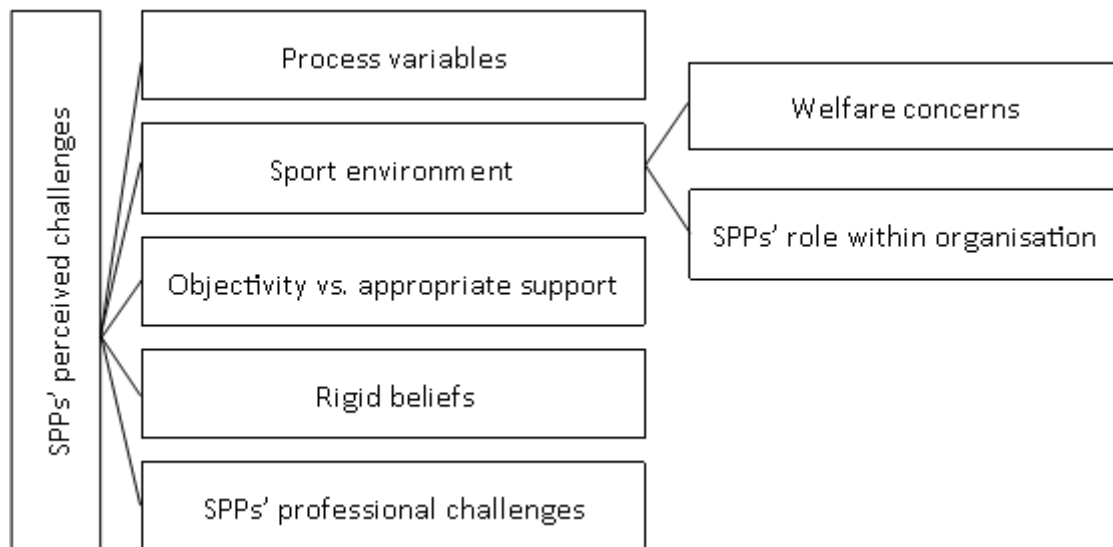 SPPs’ perceived challenges
Process variables
Sport environment
Objectivity vs. appropriate support
Rigid beliefs
SPPs’ professional challenges
Welfare concerns
SPPs’ role within organisation